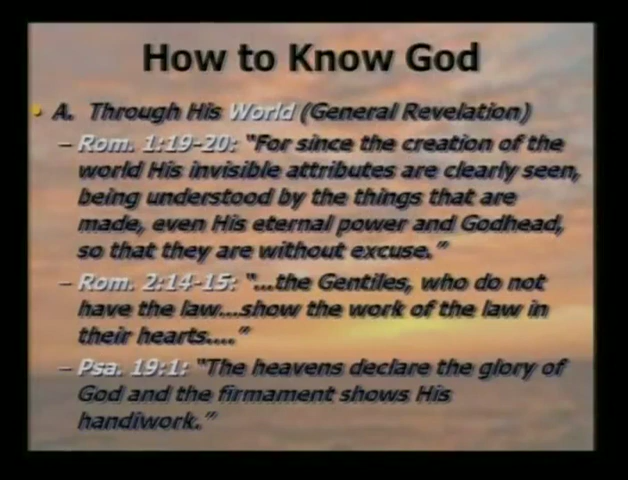 How to Know God
• A. Through His World (General Revelation)
– Rom. 1:19-20: “For since the creation of the
world His invisible attributes are clearly seen,
being understood by the things that are
made, even His eternal power and Godhead,
so that they are without excuse.”
– Rom. 2:14-15: “...the Gentiles, who do not
have the law...show the work of the law in
their hearts....”
– Psa. 19:1: “The heavens declare the glory of
God and the firmament shows His
handiwork.”